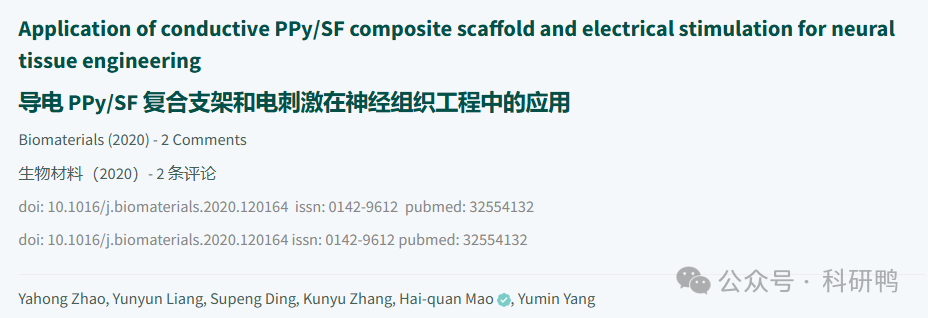 Application of conductive PPy/SF composite scaffold and electrical stimulation for neural
tissue engineering
导电 PPy/SF 复合支架和电刺激在神经组织工程中的应用
Biomaterials (2020) - 2 Comments
生物材料（2020）- 2 条评论
doi: 10.1016/j.biomaterials.2020.120164 issn: 0142-9612 pubmed: 32554132
doi: 10.1016/j.biomaterials.2020.120164 issn: 0142-9612 pubmed: 32554132
公众号 · 科研鸭
Yahong Zhao, Yunyun Liang, Supeng Ding, Kunyu Zhang, Hai-quan Mao, Yumin Yang